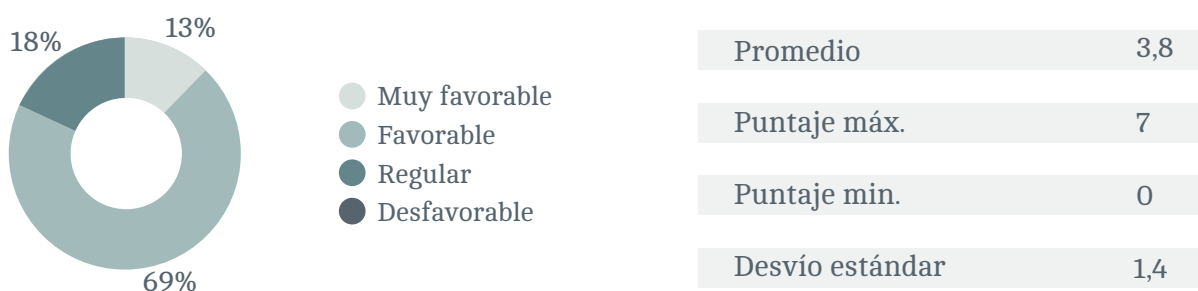 13%
18%
69%
Muy favorable
Favorable
Regular
Desfavorable
Promedio 3,8
Puntaje máx. 7
Puntaje min. 0
Desvío estándar 1,4